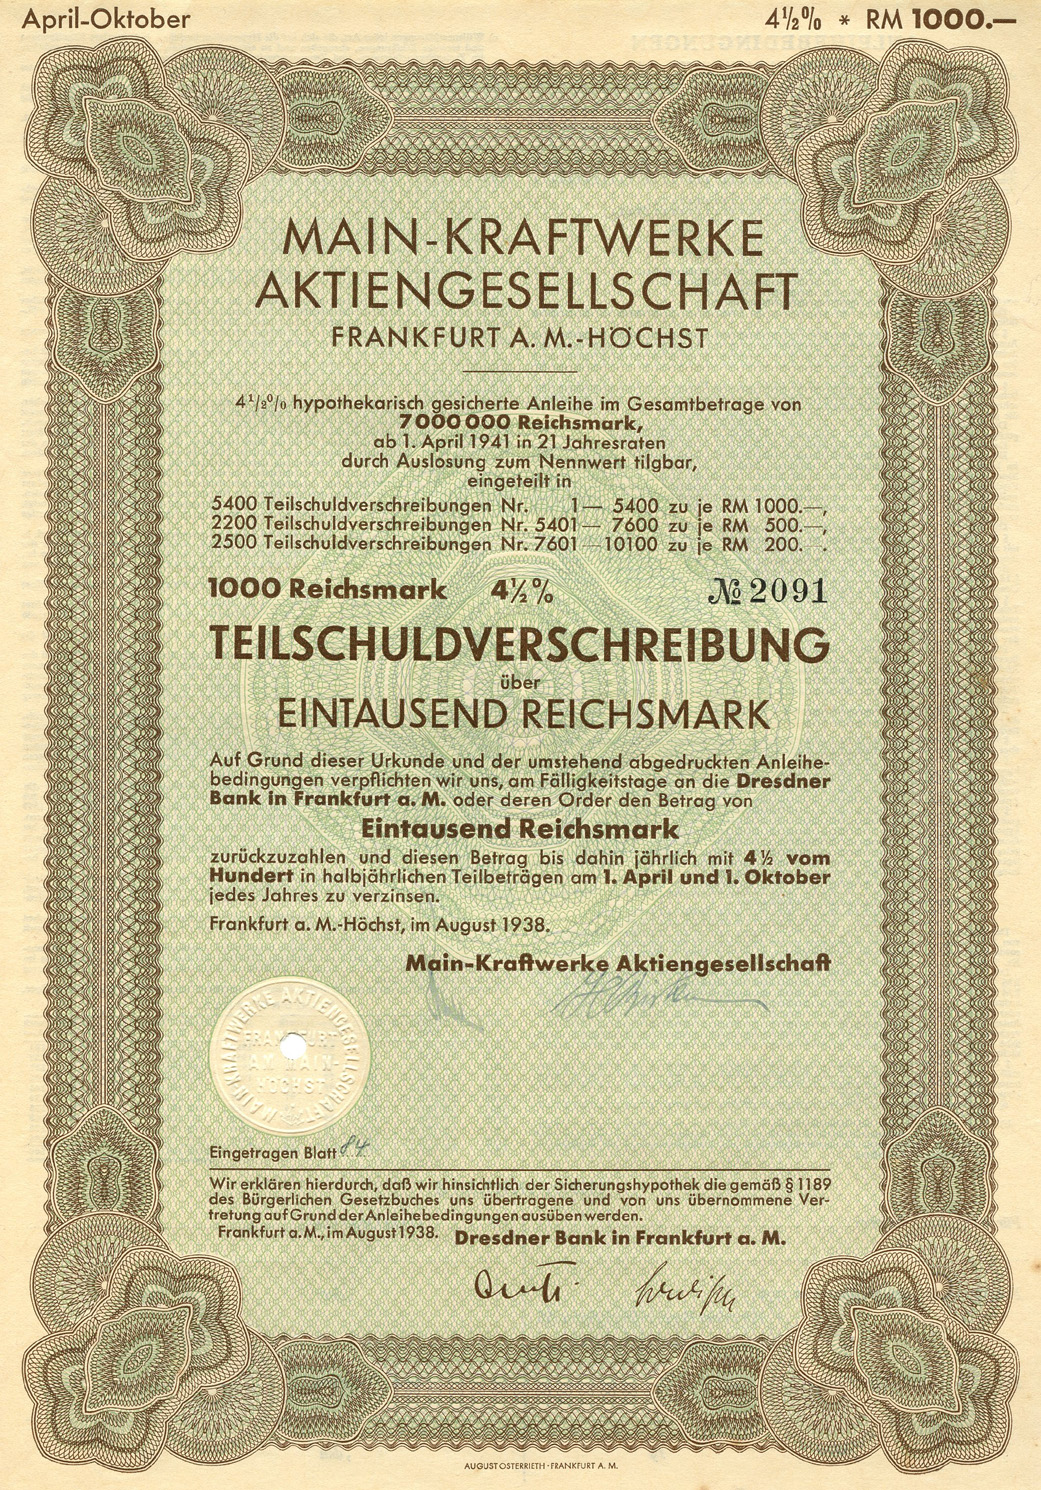 April-Oktober
4½% * RM 1000.—
MAIN-KRAFTWERKE
AKTIENGESELLSCHAFT
FRANKFURT A. M.-HÖCHST
4½% hypothekarisch gesicherte Anleihe im Gesamtbetrage von
7 000 000 Reichsmark,
ab 1. April 1941 in 21 Jahresraten
durch Auslosung zum Nennwert tilgbar,
eingeteilt in
5400 Teilschuldverschreibungen Nr. 1 — 5400 zu je RM 1000.—,
2200 Teilschuldverschreibungen Nr. 5401 — 7600 zu je RM 500.—,
2500 Teilschuldverschreibungen Nr. 7601 — 10100 zu je RM 200.—.
1000 Reichsmark 4½% № 2091
TEILSCHULDVERSCHREIBUNG
über
EINTAUSEND REICHSMARK
Auf Grund dieser Urkunde und der umstehend abgedruckten Anleihe-
bedingungen verpflichten wir uns, am Fälligkeitstage an die Dresdner
Bank in Frankfurt a. M. oder deren Order den Betrag von
Eintausend Reichsmark
zurückzuzahlen und diesen Betrag bis dahin jährlich mit 4½ vom
Hundert in halbjährlichen Teilbeträgen am 1. April und 1. Oktober
jedes Jahres zu verzinsen.
Frankfurt a. M.-Höchst, im August 1938.
Main-Kraftwerke Aktiengesellschaft
MAIN-KRAFTWERKE AKTIENGESELLSCHAFT
FRANKFURT
AM MAIN-
HÖCHST
Eingetragen Blatt 84
Wir erklären hierdurch, daß wir hinsichtlich der Sicherungshypothek die gemäß § 1189
des Bürgerlichen Gesetzbuches uns übertragene und von uns übernommene Ver-
tretung auf Grund der Anleihebedingungen ausüben werden.
Frankfurt a. M., im August 1938. Dresdner Bank in Frankfurt a. M.
AUGUST OSTERRIETH · FRANKFURT A. M.